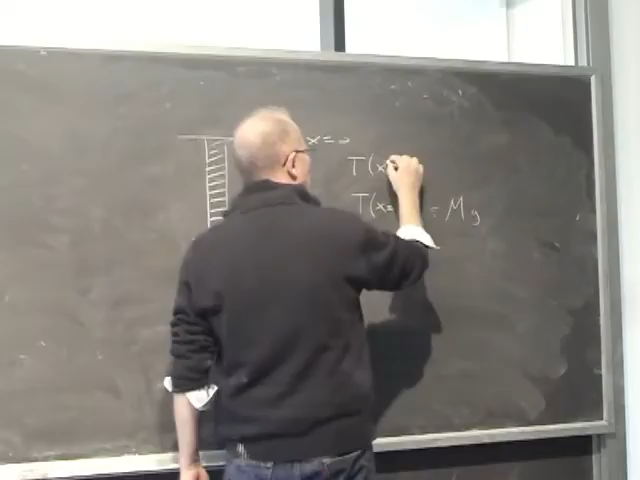 x=0
T(x
T(x= = Mg